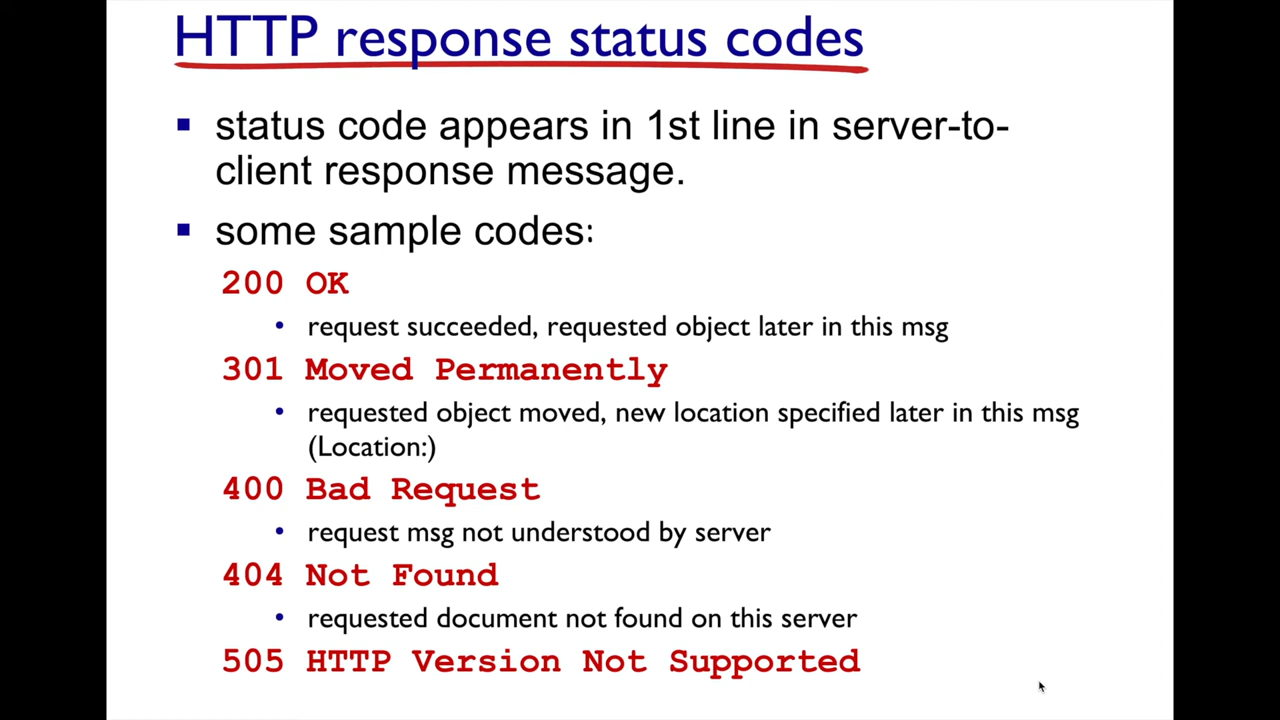 HTTP response status codes
▪ status code appears in 1st line in server-to-
client response message.
▪ some sample codes:
200 OK
• request succeeded, requested object later in this msg
301 Moved Permanently
• requested object moved, new location specified later in this msg
(Location:)
400 Bad Request
• request msg not understood by server
404 Not Found
• requested document not found on this server
505 HTTP Version Not Supported